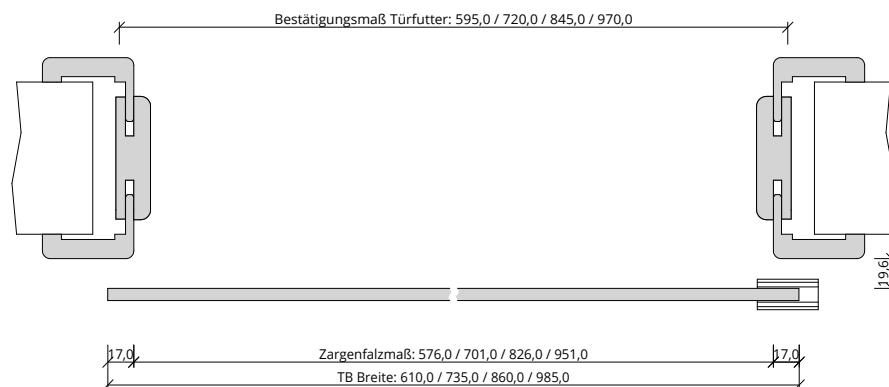 Bestätigungsmaß Türfutter: 595,0 / 720,0 / 845,0 / 970,0
19,6
17,0
Zargenfalzmaß: 576,0 / 701,0 / 826,0 / 951,0
17,0
TB Breite: 610,0 / 735,0 / 860,0 / 985,0